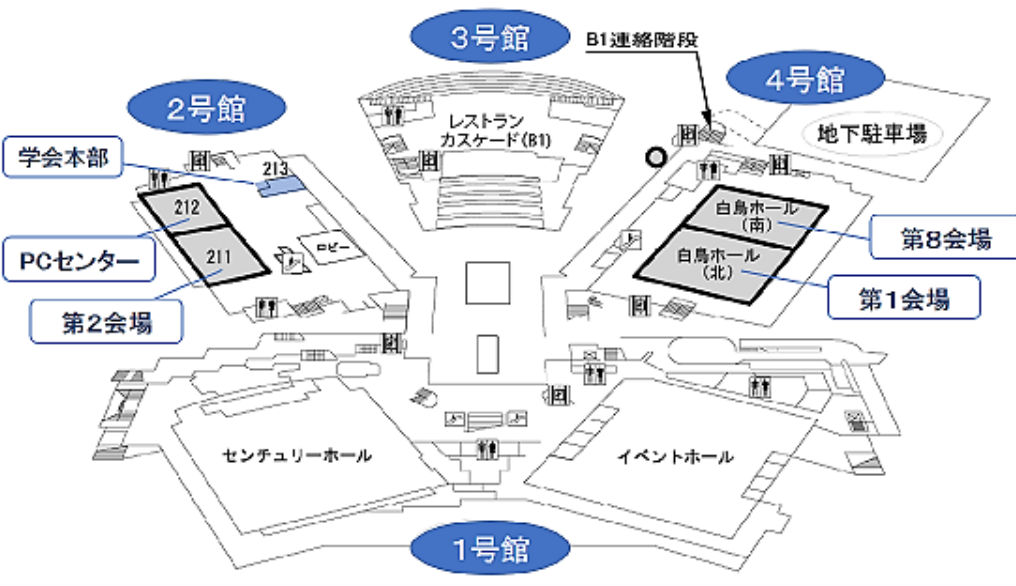 3号館
B1連絡階段
4号館
2号館
レストラン
カスケード(B1)
地下駐車場
学会本部
213
212
白鳥ホール
(南)
第8会場
PCセンター
211
ロビー
白鳥ホール
(北)
第1会場
第2会場
センチュリーホール
イベントホール
1号館